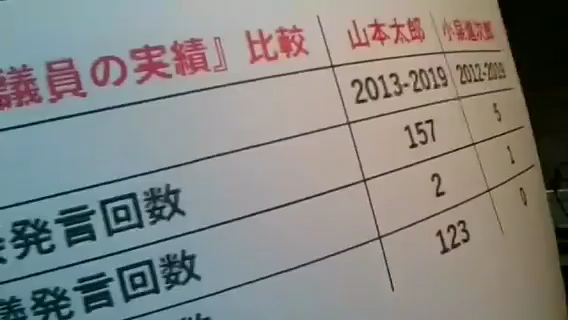 議員の実績』比較 山本太郎 小泉進次郎
2013-2019 2012-2019
157 5
発言回数 2 1
発言回数 123 0